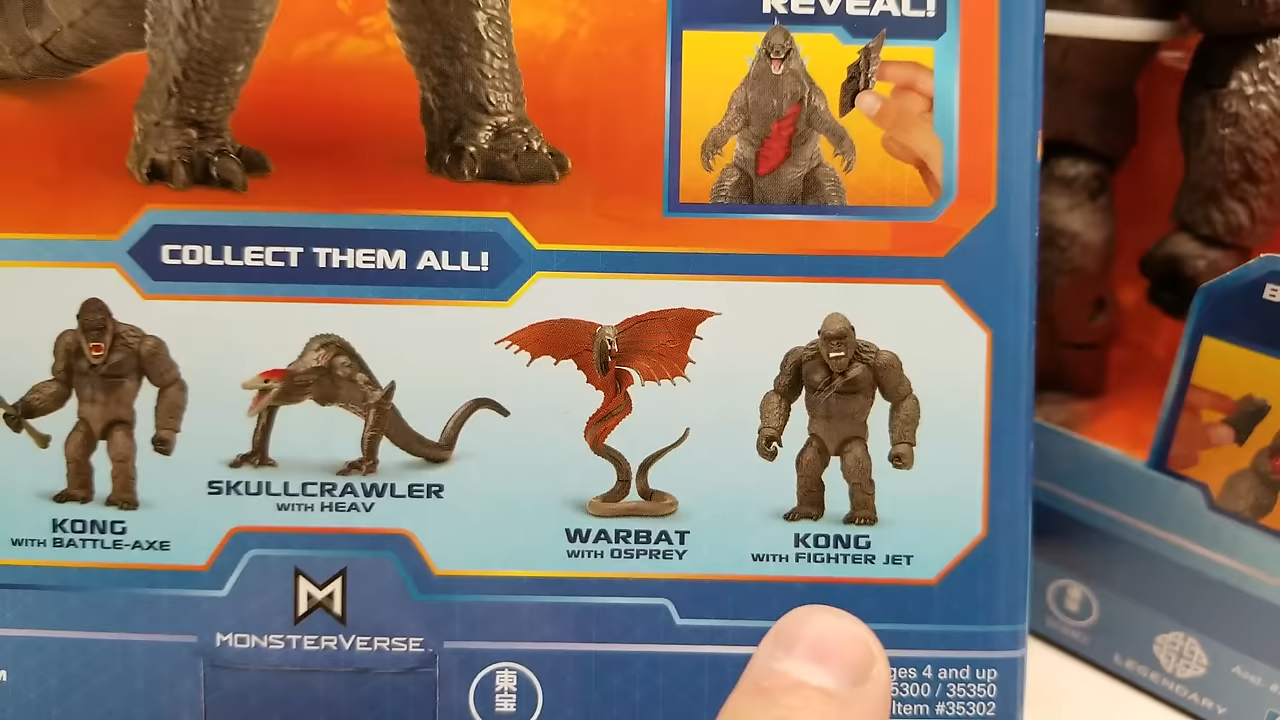 REVEAL!
COLLECT THEM ALL!
KONG
WITH BATTLE-AXE
SKULLCRAWLER
WITH HEAV
WARBAT
WITH OSPREY
KONG
WITH FIGHTER JET
M
MONSTERVERSE
東宝
ges 4 and up
5300 / 35350
Item #35302
LEGENDARY